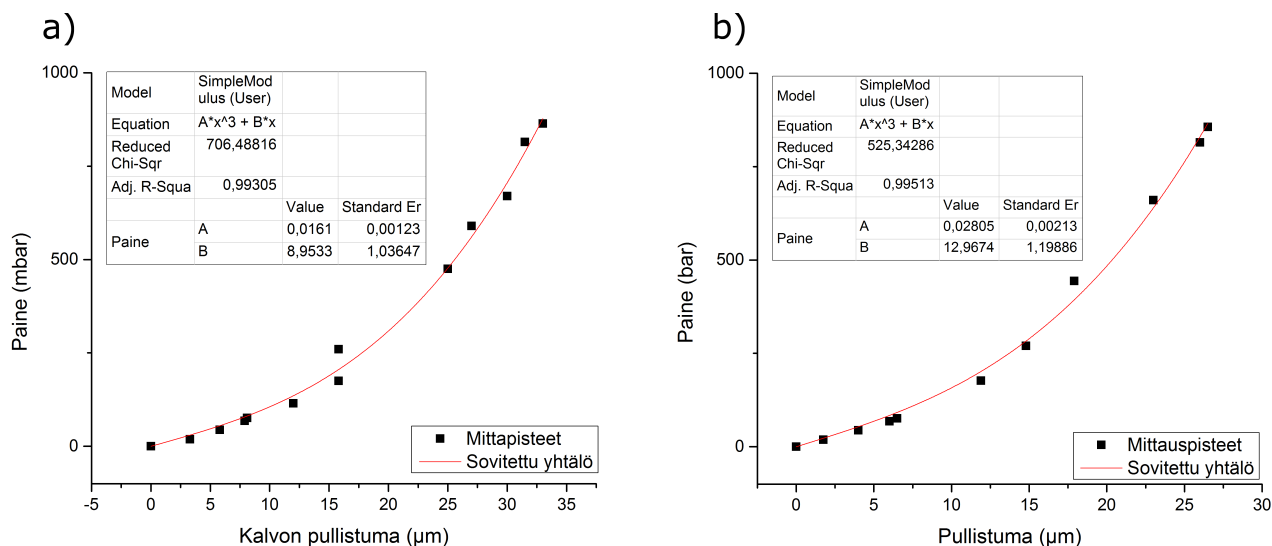 a)
1000
500
0
Paine (mbar)
Model SimpleMod
ulus (User)
Equation A*x^3 + B*x
Reduced 706,48816
Chi-Sqr
Adj. R-Squa 0,99305
Value Standard Er
Paine A 0,0161 0,00123
B 8,9533 1,03647
Mittapisteet
Sovitettu yhtälö
-5 0 5 10 15 20 25 30 35
Kalvon pullistuma (µm)
b)
1000
500
0
Paine (bar)
Model SimpleMod
ulus (User)
Equation A*x^3 + B*x
Reduced 525,34286
Chi-Sqr
Adj. R-Squa 0,99513
Value Standard Er
Paine A 0,02805 0,00213
B 12,9674 1,19886
Mittauspisteet
Sovitettu yhtälö
0 5 10 15 20 25 30
Pullistuma (µm)